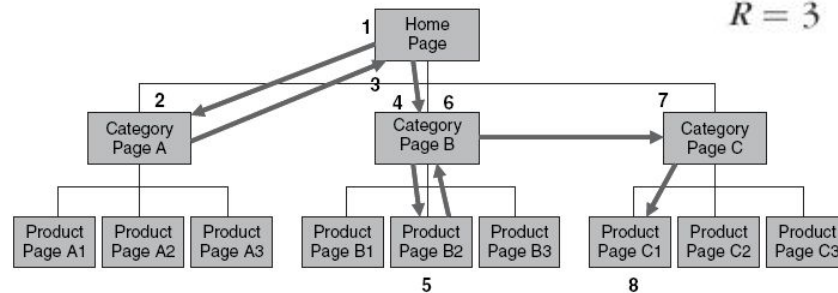 R = 3
1
Home
Page
3
2
4
6
7
Category
Page A
Category
Page B
Category
Page C
Product
Page A1
Product
Page A2
Product
Page A3
Product
Page B1
Product
Page B2
Product
Page B3
Product
Page C1
Product
Page C2
Product
Page C3
5
8